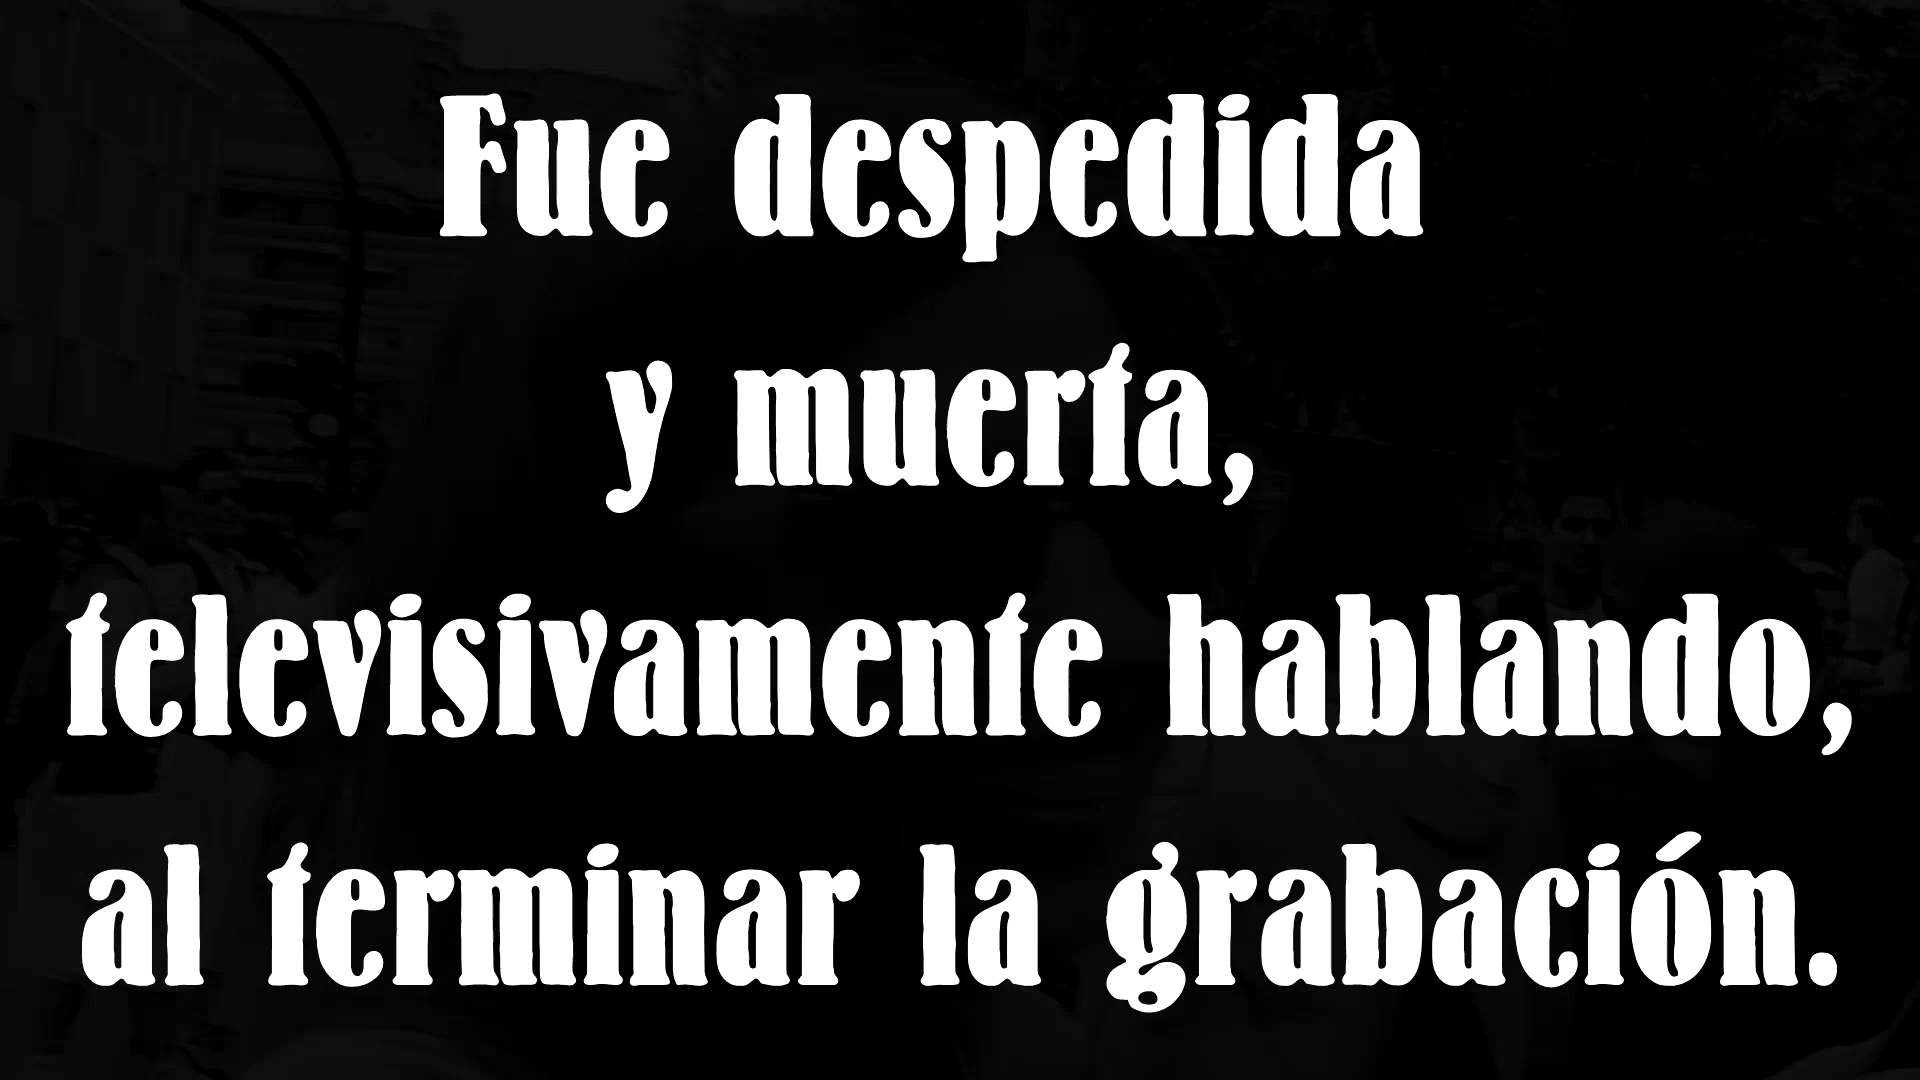 Fue despedida
y muerta,
televisivamente hablando,
al terminar la grabación.